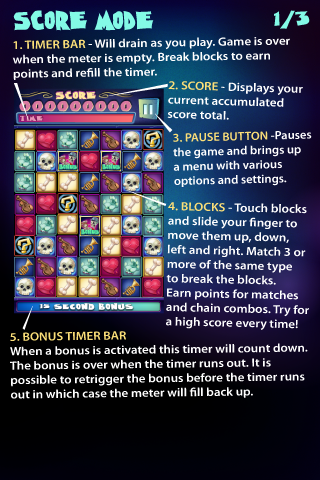 SCORE MODE 1/3
1. TIMER BAR - Will drain as you play. Game is over
when the meter is empty. Break blocks to earn
points and refill the timer.
2. SCORE - Displays your
current accumulated
score total.
SCORE
000000000
TIME
3. PAUSE BUTTON -Pauses
the game and brings up
a menu with various
options and settings.
4. BLOCKS - Touch blocks
and slide your finger to
move them up, down,
left and right. Match 3 or
more of the same type
to break the blocks.
Earn points for matches
and chain combos. Try for
a high score every time!
BONUS
BONUS
BONUS
15 SECOND BONUS
5. BONUS TIMER BAR
When a bonus is activated this timer will count down.
The bonus is over when the timer runs out. It is
possible to retrigger the bonus before the timer runs
out in which case the meter will fill back up.